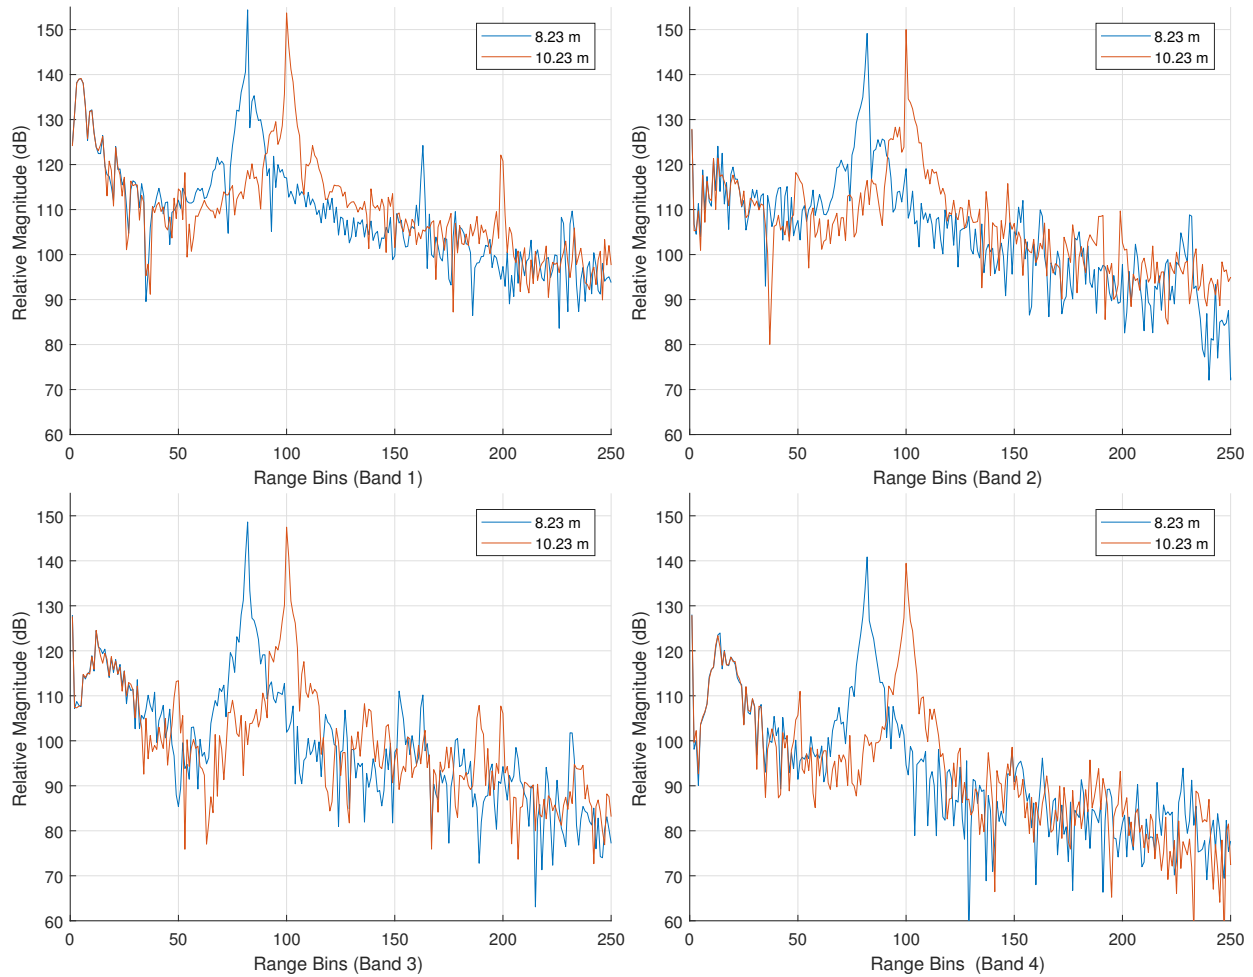 150
140
130
120
110
100
90
80
70
60
0 50 100 150 200 250
Relative Magnitude (dB)
Range Bins (Band 1)
8.23 m
10.23 m
150
140
130
120
110
100
90
80
70
60
0 50 100 150 200 250
Relative Magnitude (dB)
Range Bins (Band 2)
8.23 m
10.23 m
150
140
130
120
110
100
90
80
70
60
0 50 100 150 200 250
Relative Magnitude (dB)
Range Bins (Band 3)
8.23 m
10.23 m
150
140
130
120
110
100
90
80
70
60
0 50 100 150 200 250
Relative Magnitude (dB)
Range Bins  (Band 4)
8.23 m
10.23 m